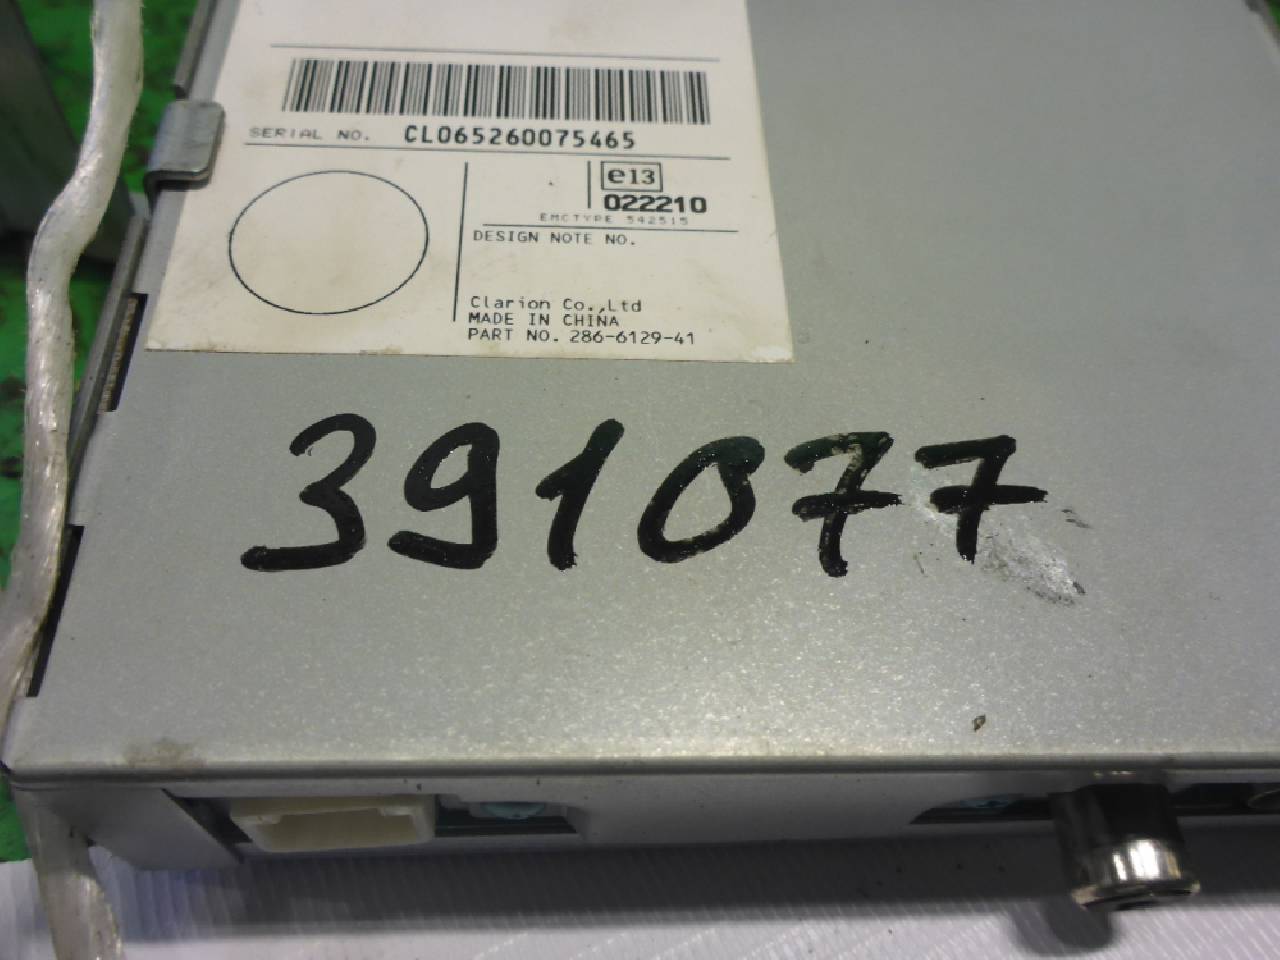 SERIAL NO. CL065260075465
e13
022210
EMCTYPE 542515
DESIGN NOTE NO.
Clarion Co.,Ltd
MADE IN CHINA
PART NO. 286-6129-41
391077